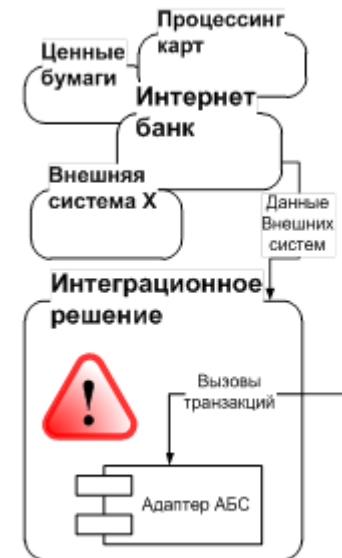 Процессинг
карт
Ценные
бумаги
Интернет
банк
Внешняя
система X
Данные
Внешних
систем
Интеграционное
решение
!
Вызовы
транзакций
Адаптер АБС